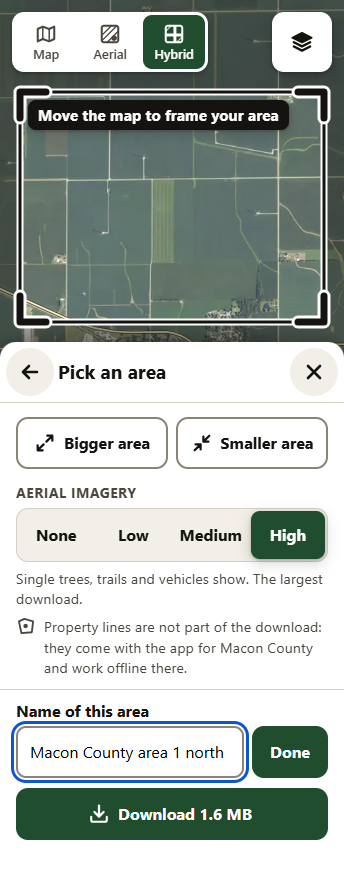 Map
Aerial
Hybrid
Move the map to frame your area
Pick an area
Bigger area
Smaller area
AERIAL IMAGERY
None
Low
Medium
High
Single trees, trails and vehicles show. The largest
download.
Property lines are not part of the download:
they come with the app for Macon County
and work offline there.
Name of this area
Macon County area 1 north
Done
Download 1.6 MB